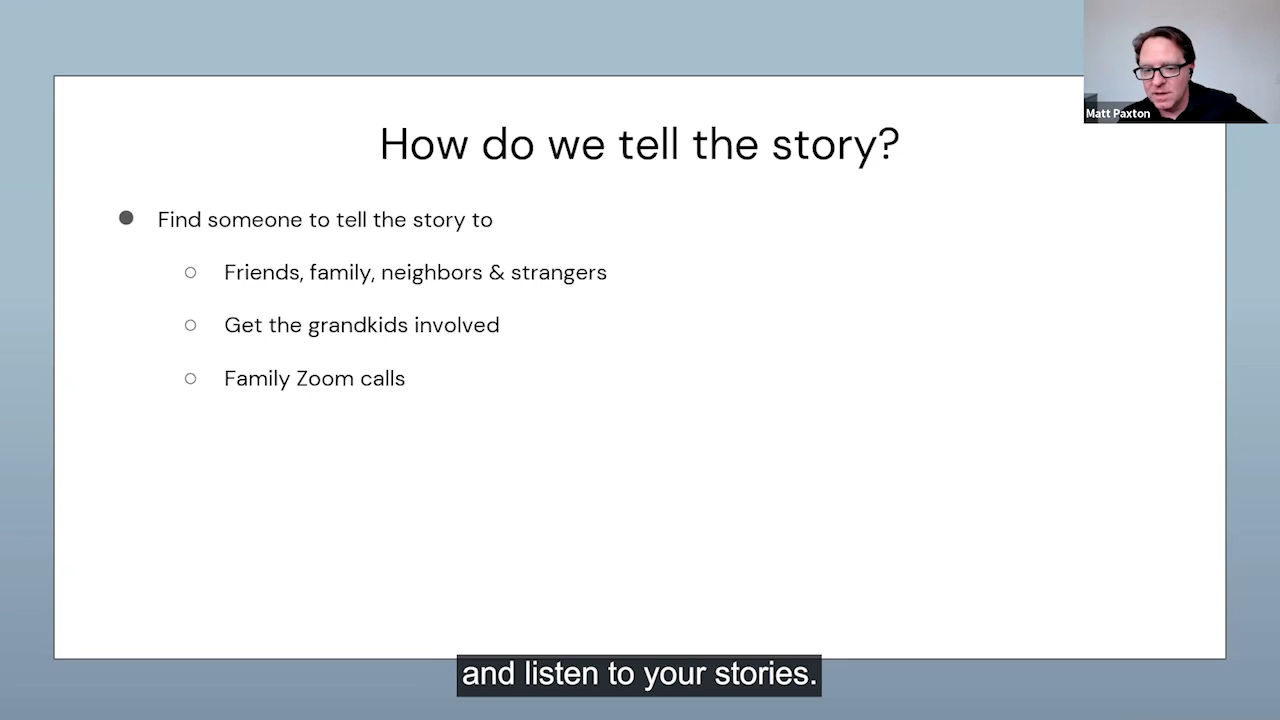 Matt Paxton
How do we tell the story?
Find someone to tell the story to
Friends, family, neighbors & strangers
Get the grandkids involved
Family Zoom calls
and listen to your stories.